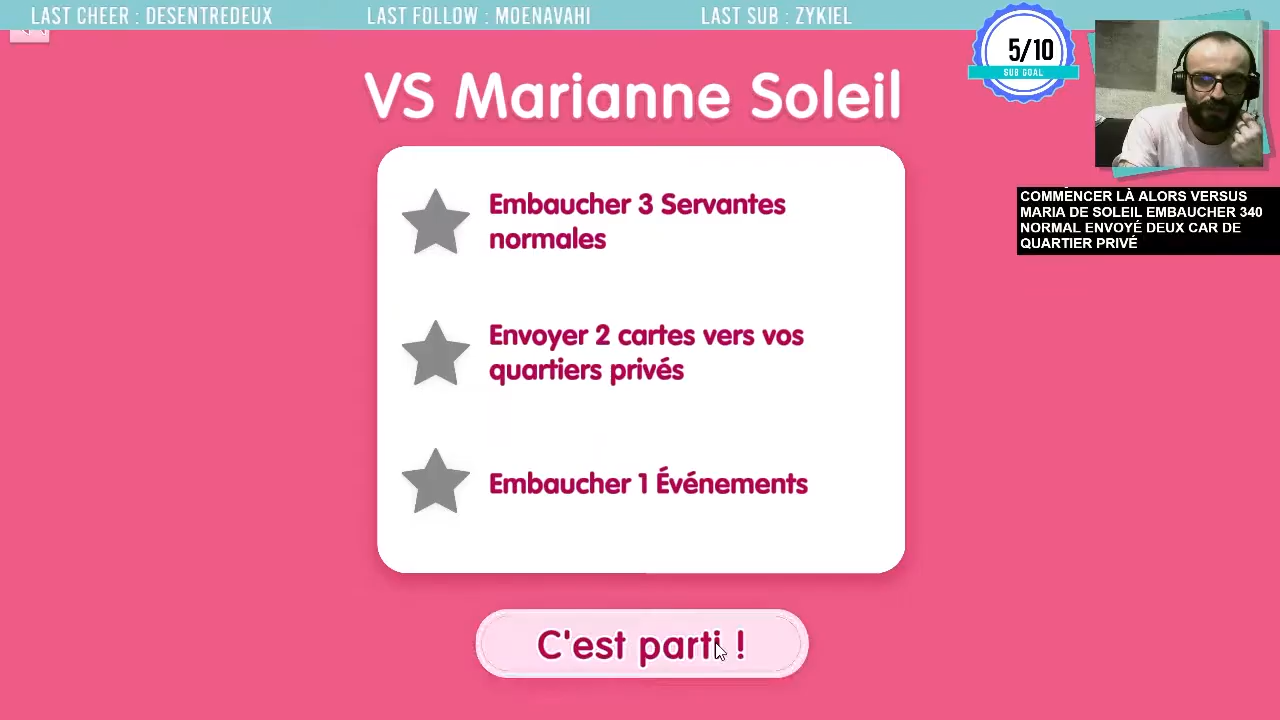 LAST CHEER : DESENTREDEUX
LAST FOLLOW : MOENAVAHI
LAST SUB : ZYKIEL
5/10
SUB GOAL
VS Marianne Soleil
Embaucher 3 Servantes
normales
Envoyer 2 cartes vers vos
quartiers privés
Embaucher 1 Événements
C'est parti !
COMMENCER LÀ ALORS VERSUS
MARIA DE SOLEIL EMBAUCHER 340
NORMAL ENVOYÉ DEUX CAR DE
QUARTIER PRIVÉ